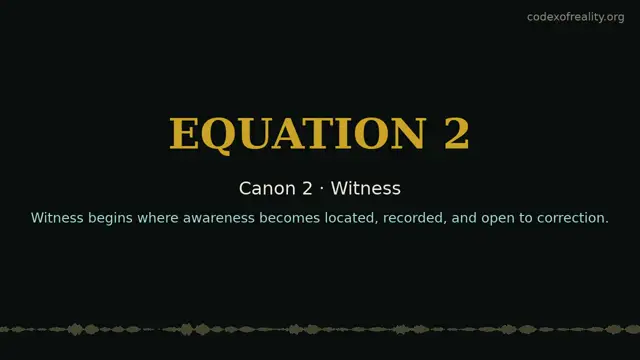 codexofreality.org
EQUATION 2
Canon 2 · Witness
Witness begins where awareness becomes located, recorded, and open to correction.